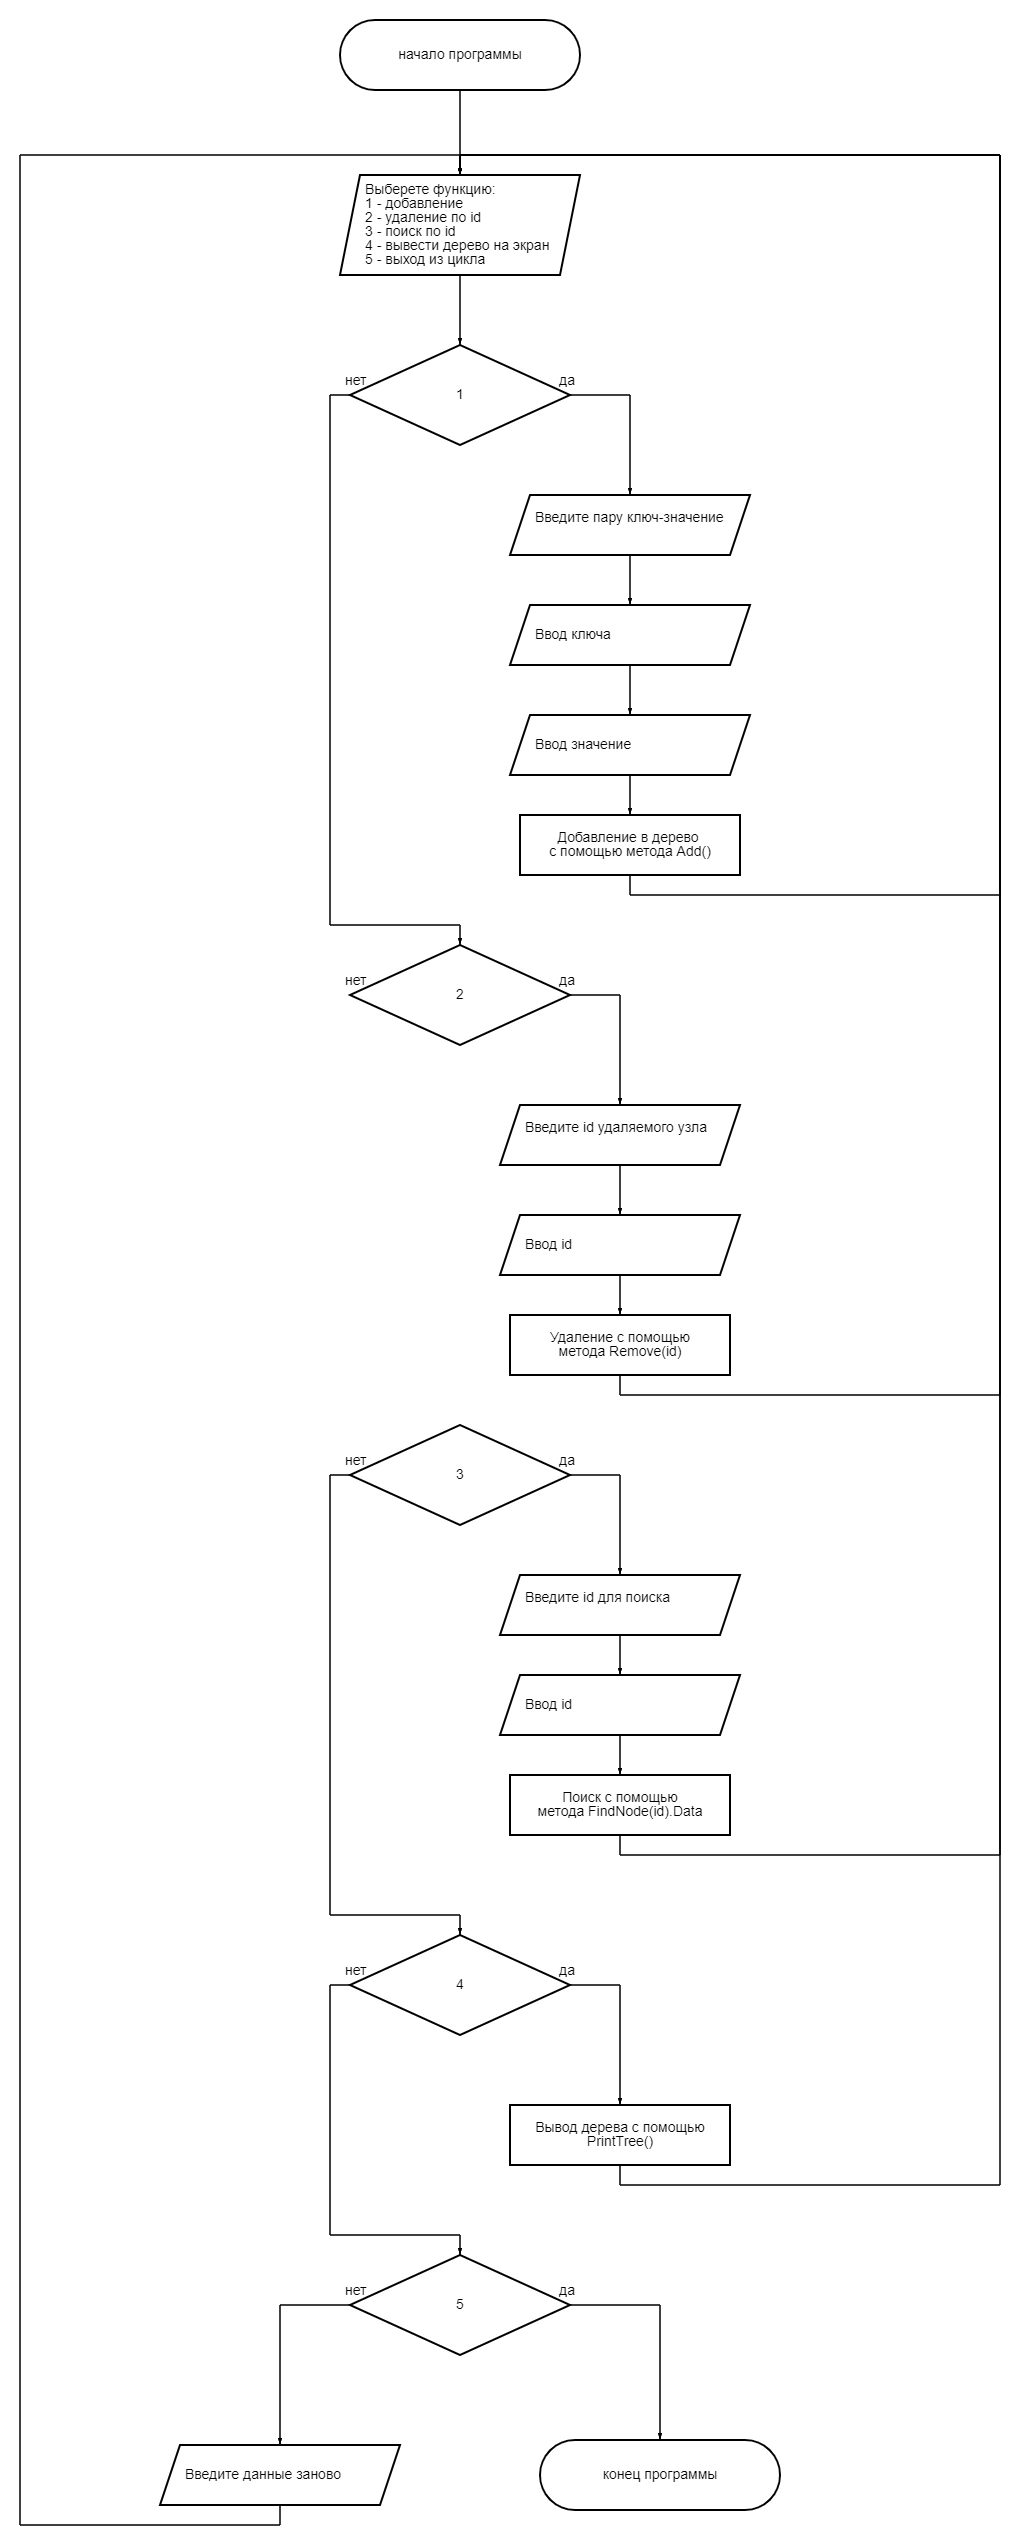 начало программы
Выберете функцию:
1 - добавление
2 - удаление по id
3 - поиск по id
4 - вывести дерево на экран
5 - выход из цикла
нет
да
1
Введите пару ключ-значение
Ввод ключа
Ввод значение
Добавление в дерево
с помощью метода Add()
нет
да
2
Введите id удаляемого узла
Ввод id
Удаление с помощью
метода Remove(id)
нет
да
3
Введите id для поиска
Ввод id
Поиск с помощью
метода FindNode(id).Data
нет
да
4
Вывод дерева с помощью
PrintTree()
нет
да
5
Введите данные заново
конец программы